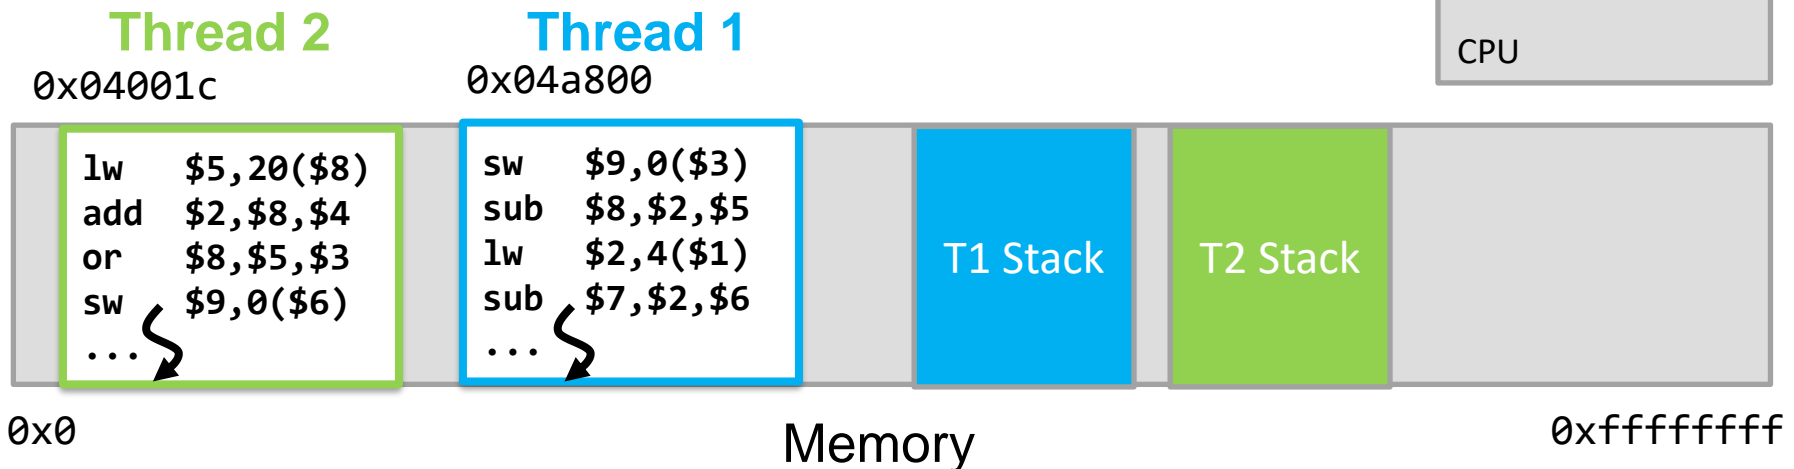 Thread 2
0x04001c
lw $5,20($8)
add $2,$8,$4
or $8,$5,$3
sw $9,0($6)
...
Thread 1
0x04a800
sw $9,0($3)
sub $8,$2,$5
lw $2,4($1)
sub $7,$2,$6
...
T1 Stack
T2 Stack
CPU
0x0
Memory
0xffffffff